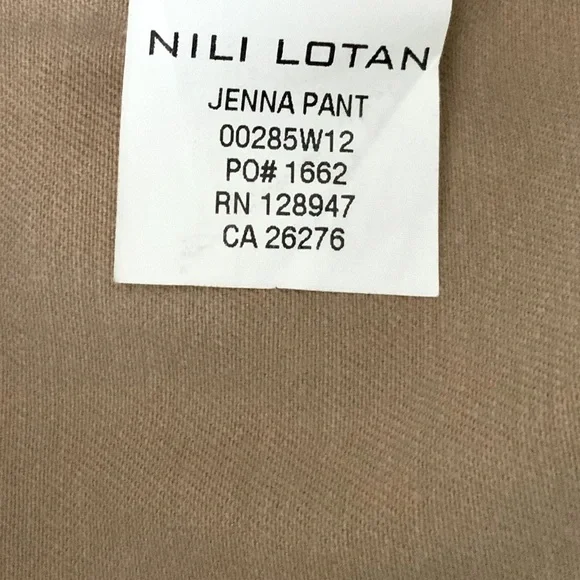 NILI LOTAN
JENNA PANT
00285W12
PO# 1662
RN 128947
CA 26276